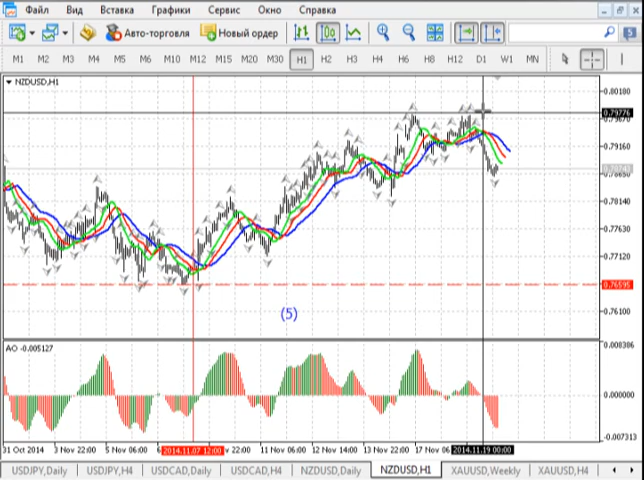 Файл Вид Вставка Графики Сервис Окно Справка
Авто-торговля Новый ордер
M1 M2 M3 M4 M5 M6 M10 M12 M15 M20 M30 H1 H2 H3 H4 H6 H8 H12 D1 W1 MN
NZDUSD,H1
0.80180
0.79776
0.79160
0.78140
0.77630
0.77120
0.76595
0.76100
(5)
AO -0.005127
0.008386
0.000000
-0.007313
31 Oct 2014 3 Nov 22:00 5 Nov 06:00 2014.11.07 12:00 v 22:00 11 Nov 06:00 12 Nov 14:00 13 Nov 22:00 17 Nov 2014.11.19 00:00
USDJPY,Daily USDJPY,H4 USDCAD,Daily USDCAD,H4 NZDUSD,Daily NZDUSD,H1 XAUUSD,Weekly XAUUSD,H4